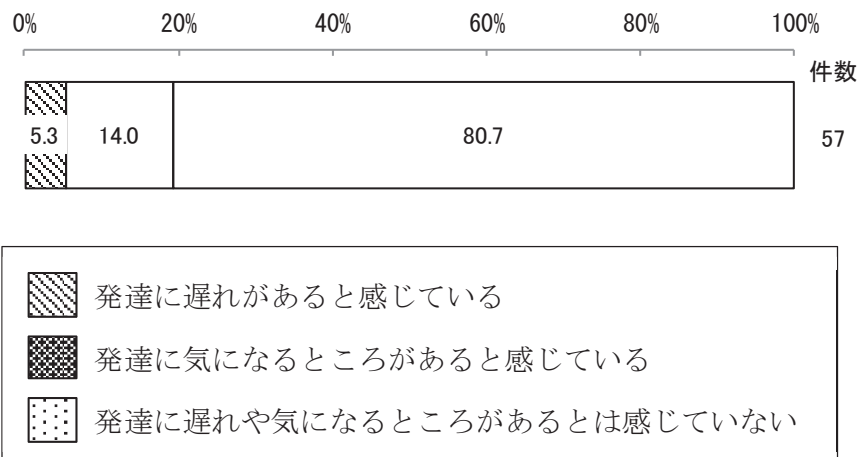 0% 20% 40% 60% 80% 100%
件数
5.3 14.0 80.7 57
発達に遅れがあると感じている
発達に気になるところがあると感じている
発達に遅れや気になるところがあるとは感じていない